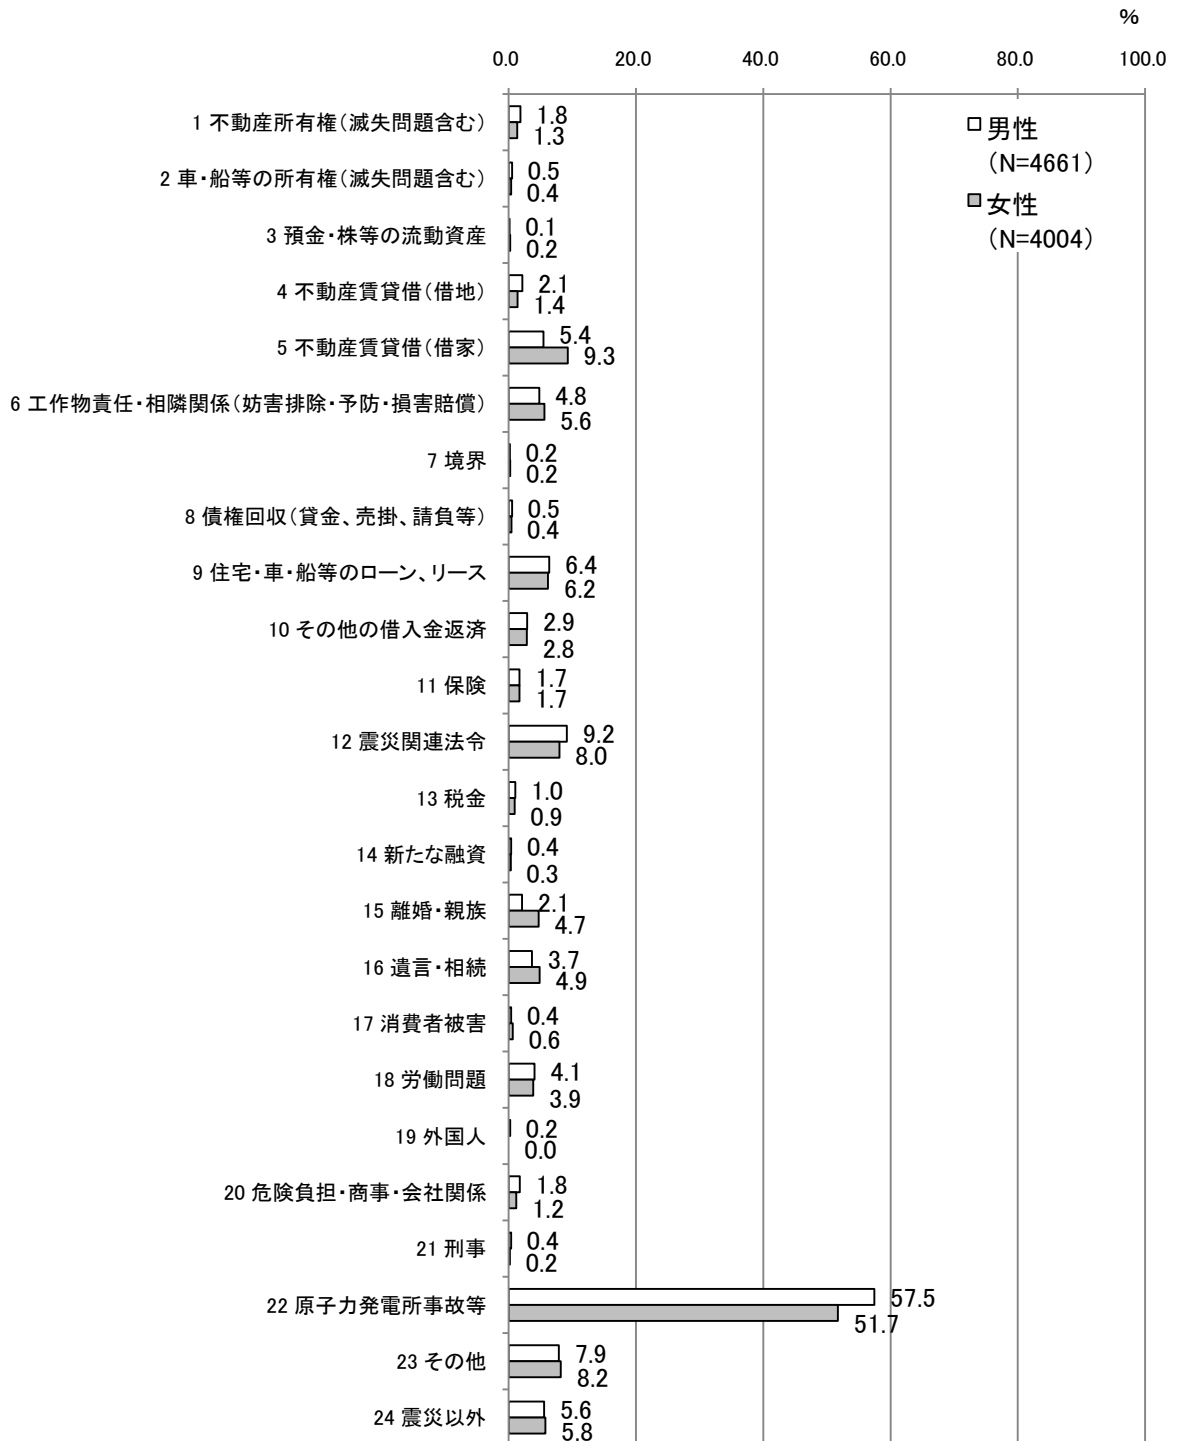 %
0.0 20.0 40.0 60.0 80.0 100.0
男性
(N=4661)
女性
(N=4004)
1 不動産所有権(滅失問題含む) 1.8
1.3
2 車・船等の所有権(滅失問題含む) 0.5
0.4
3 預金・株等の流動資産 0.1
0.2
4 不動産賃貸借(借地) 2.1
1.4
5 不動産賃貸借(借家) 5.4
9.3
6 工作物責任・相隣関係(妨害排除・予防・損害賠償) 4.8
5.6
7 境界 0.2
0.2
8 債権回収(貸金、売掛、請負等) 0.5
0.4
9 住宅・車・船等のローン、リース 6.4
6.2
10 その他の借入金返済 2.9
2.8
11 保険 1.7
1.7
12 震災関連法令 9.2
8.0
13 税金 1.0
0.9
14 新たな融資 0.4
0.3
15 離婚・親族 2.1
4.7
16 遺言・相続 3.7
4.9
17 消費者被害 0.4
0.6
18 労働問題 4.1
3.9
19 外国人 0.2
0.0
20 危険負担・商事・会社関係 1.8
1.2
21 刑事 0.4
0.2
22 原子力発電所事故等 57.5
51.7
23 その他 7.9
8.2
24 震災以外 5.6
5.8